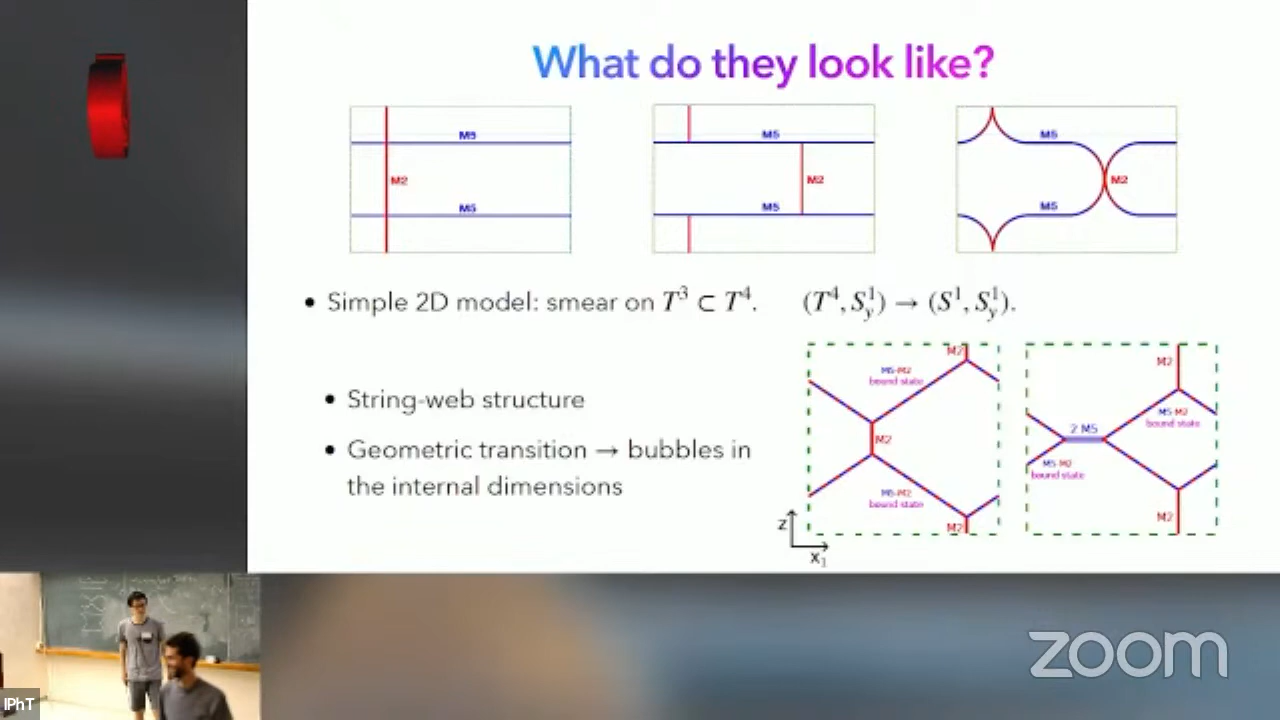 What do they look like?
M5
M2
M5
M5
M2
M5
M5
M2
M5
• Simple 2D model: smear on T³ ⊂ T⁴. (T⁴, S¹_y) → (S¹, S¹_y).
• String-web structure
• Geometric transition → bubbles in
the internal dimensions
M2
M5-M2
bound state
M2
M5-M2
bound state
M2
z
x₁
M2
M5-M2
bound state
2 M5
M5-M2
bound state
M2
zoom
IPhT